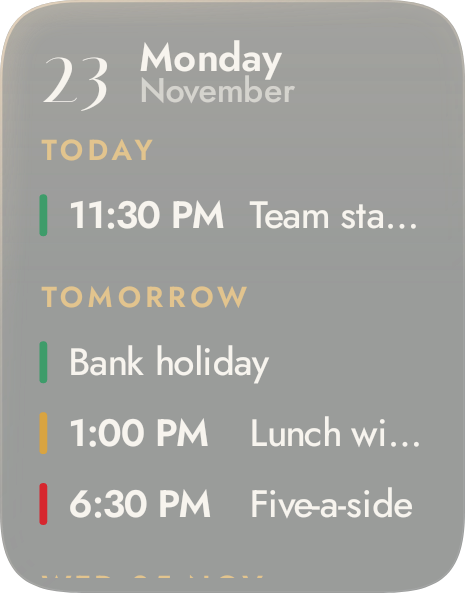 23 Monday
November
TODAY
11:30 PM Team sta...
TOMORROW
Bank holiday
1:00 PM Lunch wi...
6:30 PM Five-a-side